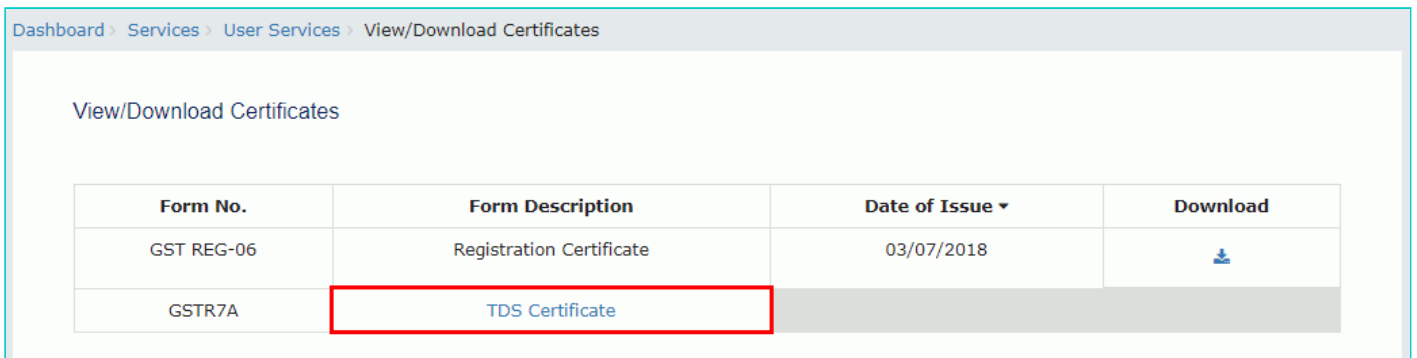 Dashboard › Services › User Services › View/Download Certificates
View/Download Certificates
Form No. Form Description Date of Issue Download
GST REG-06 Registration Certificate 03/07/2018
GSTR7A TDS Certificate